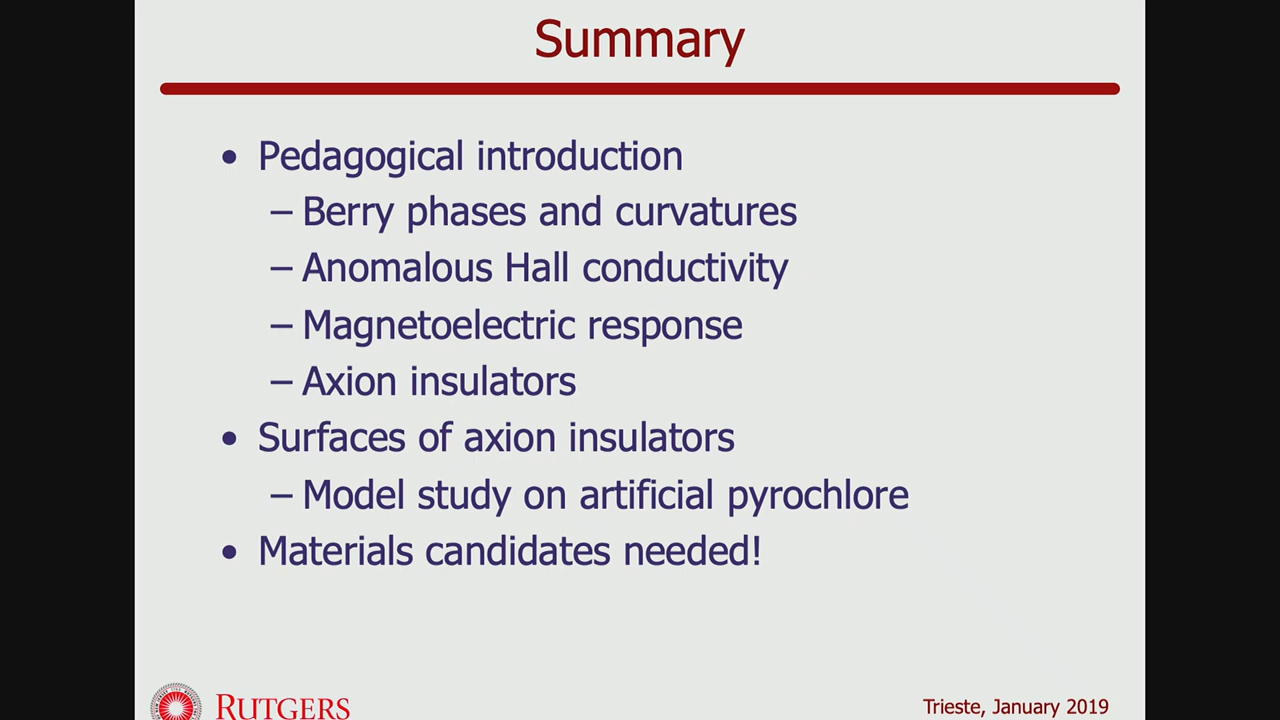 Summary
• Pedagogical introduction
– Berry phases and curvatures
– Anomalous Hall conductivity
– Magnetoelectric response
– Axion insulators
• Surfaces of axion insulators
– Model study on artificial pyrochlore
• Materials candidates needed!
RUTGERS
Trieste, January 2019